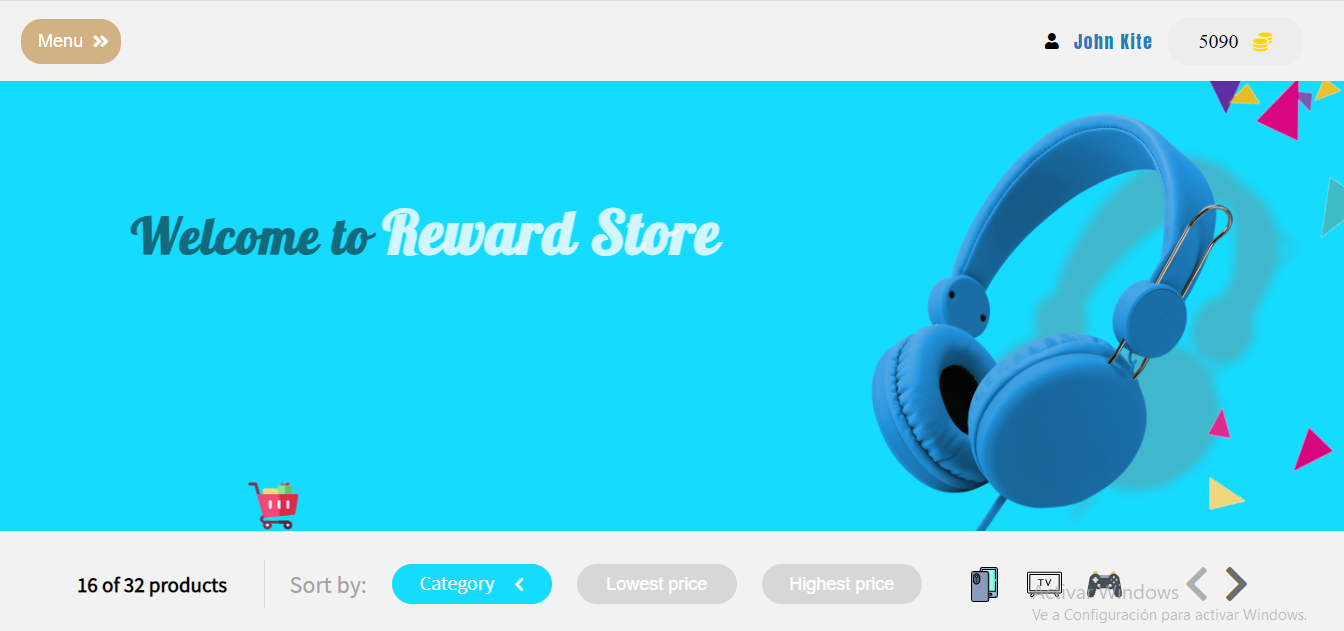 Menu
John Kite
5090
Welcome to Reward Store
16 of 32 products
Sort by:
Category
Lowest price
Highest price
TV
Activar Windows
Ve a Configuración para activar Windows.